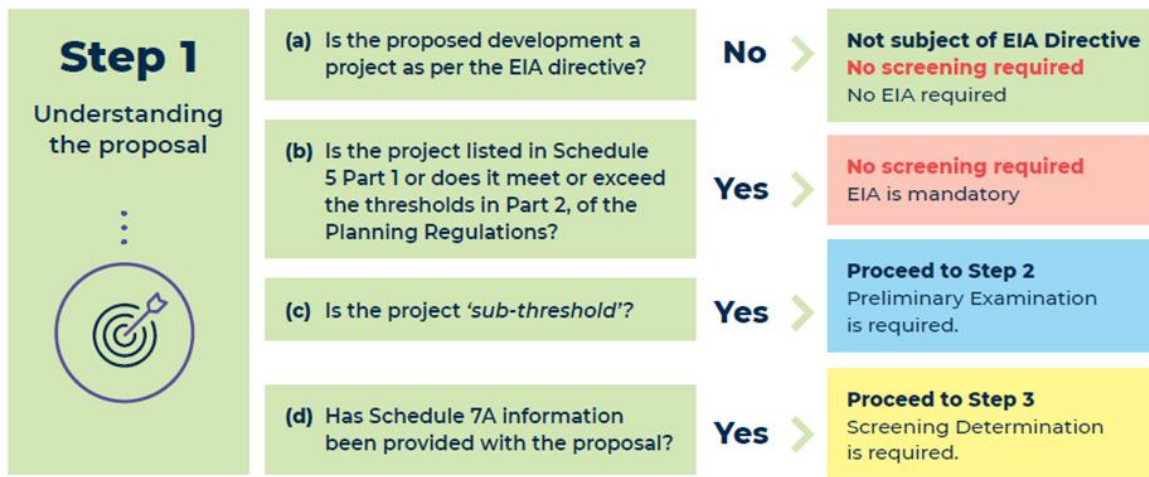 Step 1
Understanding
the proposal
(a) Is the proposed development a
project as per the EIA directive?
No
Not subject of EIA Directive
No screening required
No EIA required
(b) Is the project listed in Schedule
5 Part 1 or does it meet or exceed
the thresholds in Part 2, of the
Planning Regulations?
Yes
No screening required
EIA is mandatory
(c) Is the project ‘sub-threshold’?
Yes
Proceed to Step 2
Preliminary Examination
is required.
(d) Has Schedule 7A information
been provided with the proposal?
Yes
Proceed to Step 3
Screening Determination
is required.